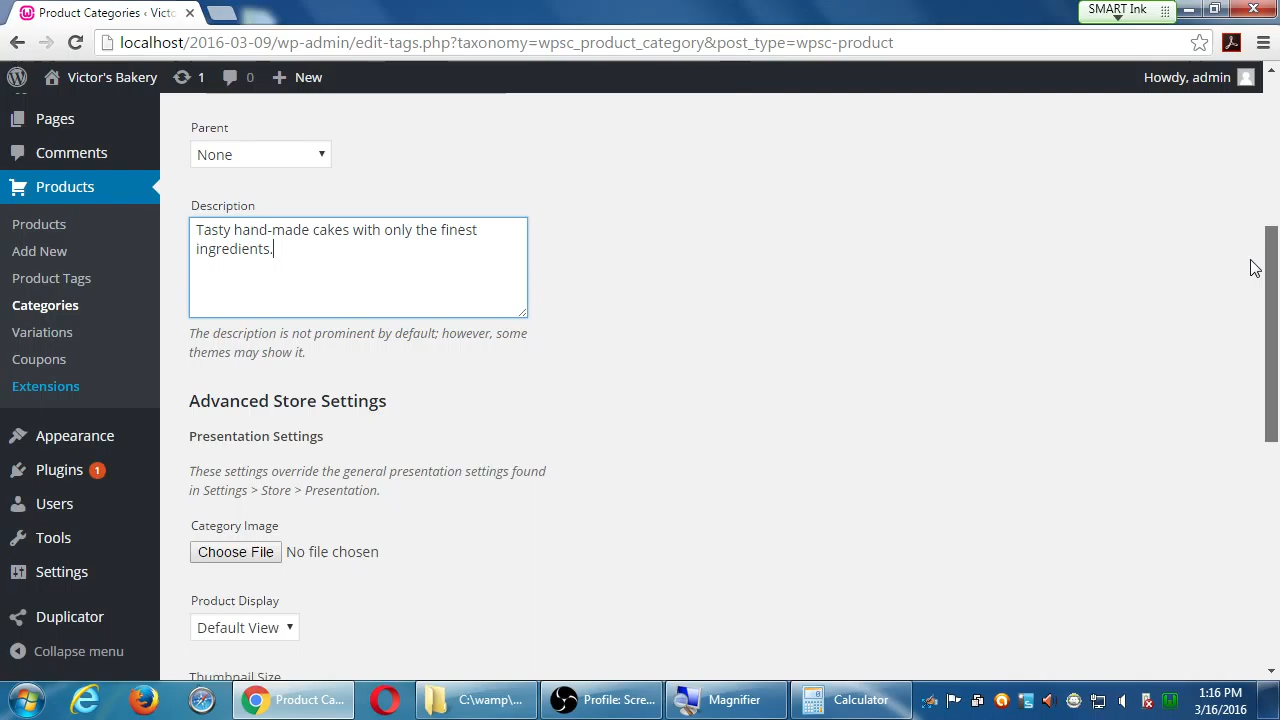 Product Categories ‹ Victo
SMART Ink
localhost/2016-03-09/wp-admin/edit-tags.php?taxonomy=wpsc_product_category&post_type=wpsc-product
Victor's Bakery
1
0
New
Howdy, admin
Pages
Comments
Products
Products
Add New
Product Tags
Categories
Variations
Coupons
Extensions
Appearance
Plugins 1
Users
Tools
Settings
Duplicator
Collapse menu
Parent
None
Description
Tasty hand-made cakes with only the finest
ingredients.
The description is not prominent by default; however, some
themes may show it.
Advanced Store Settings
Presentation Settings
These settings override the general presentation settings found
in Settings > Store > Presentation.
Category Image
Choose File No file chosen
Product Display
Default View
Thumbnail Size
Product Ca...
C:\wamp\...
Profile: Scre...
Magnifier
Calculator
1:16 PM
3/16/2016